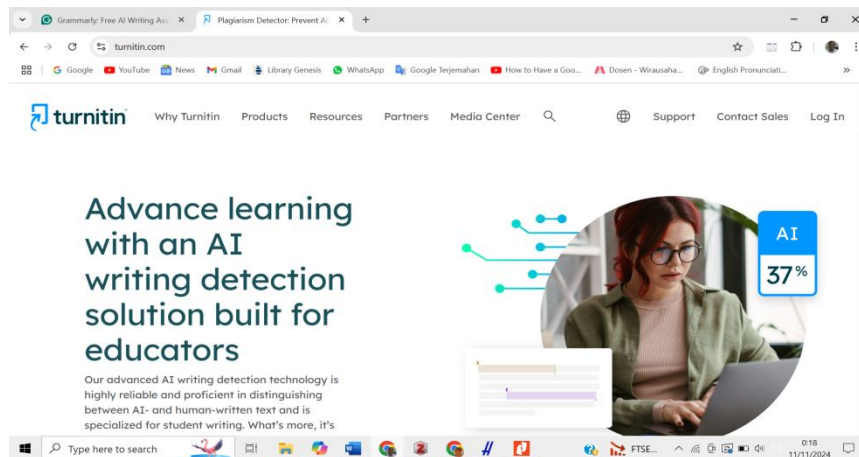 Grammarly: Free AI Writing Ass
Plagiarism Detector: Prevent Ac
turnitin.com
Google YouTube News Gmail Library Genesis WhatsApp Google Terjemahan How to Have a Goo... Dosen - Wirausaha... English Pronunciati...
turnitin Why Turnitin Products Resources Partners Media Center Support Contact Sales Log In
Advance learning
with an AI
writing detection
solution built for
educators
AI
37%
Our advanced AI writing detection technology is
highly reliable and proficient in distinguishing
between AI- and human-written text and is
specialized for student writing. What's more, it's
Type here to search
FTSE...
0:18
11/11/2024